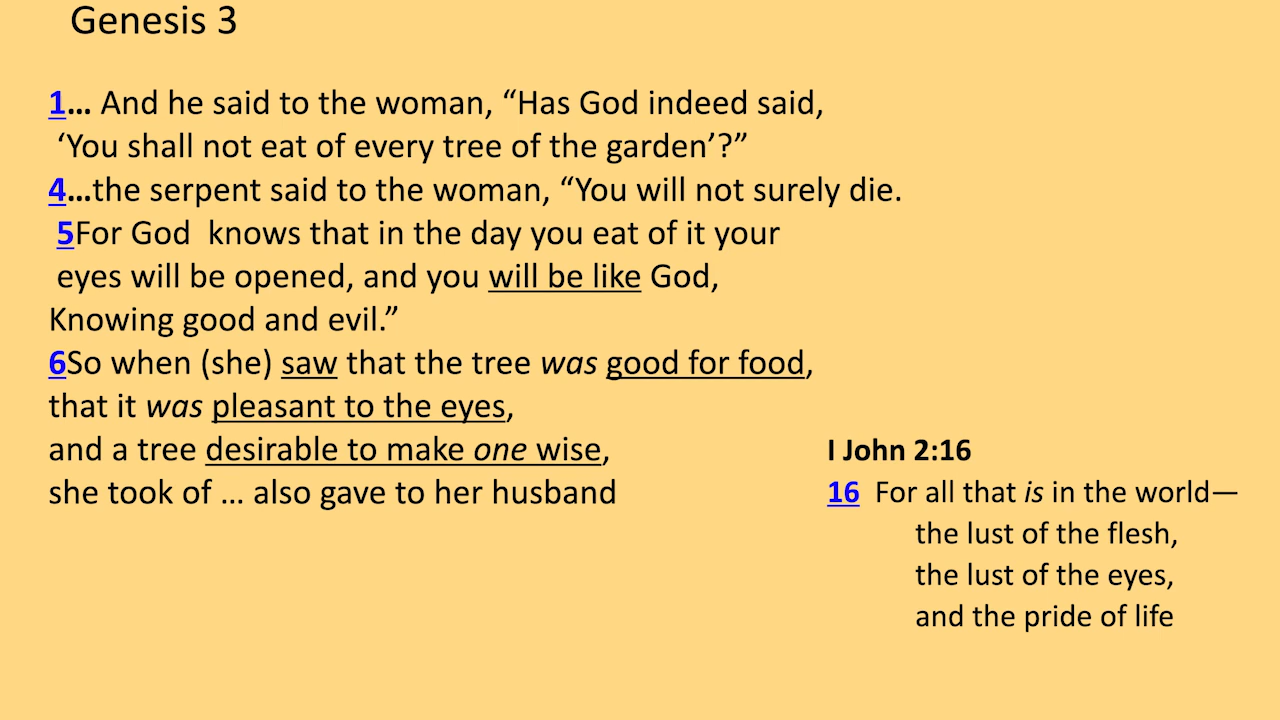 Genesis 3
1… And he said to the woman, “Has God indeed said,
‘You shall not eat of every tree of the garden’?”
4…the serpent said to the woman, “You will not surely die.
5For God  knows that in the day you eat of it your
eyes will be opened, and you will be like God,
Knowing good and evil.”
6So when (she) saw that the tree was good for food,
that it was pleasant to the eyes,
and a tree desirable to make one wise,
she took of … also gave to her husband
I John 2:16
16  For all that is in the world—
the lust of the flesh,
the lust of the eyes,
and the pride of life